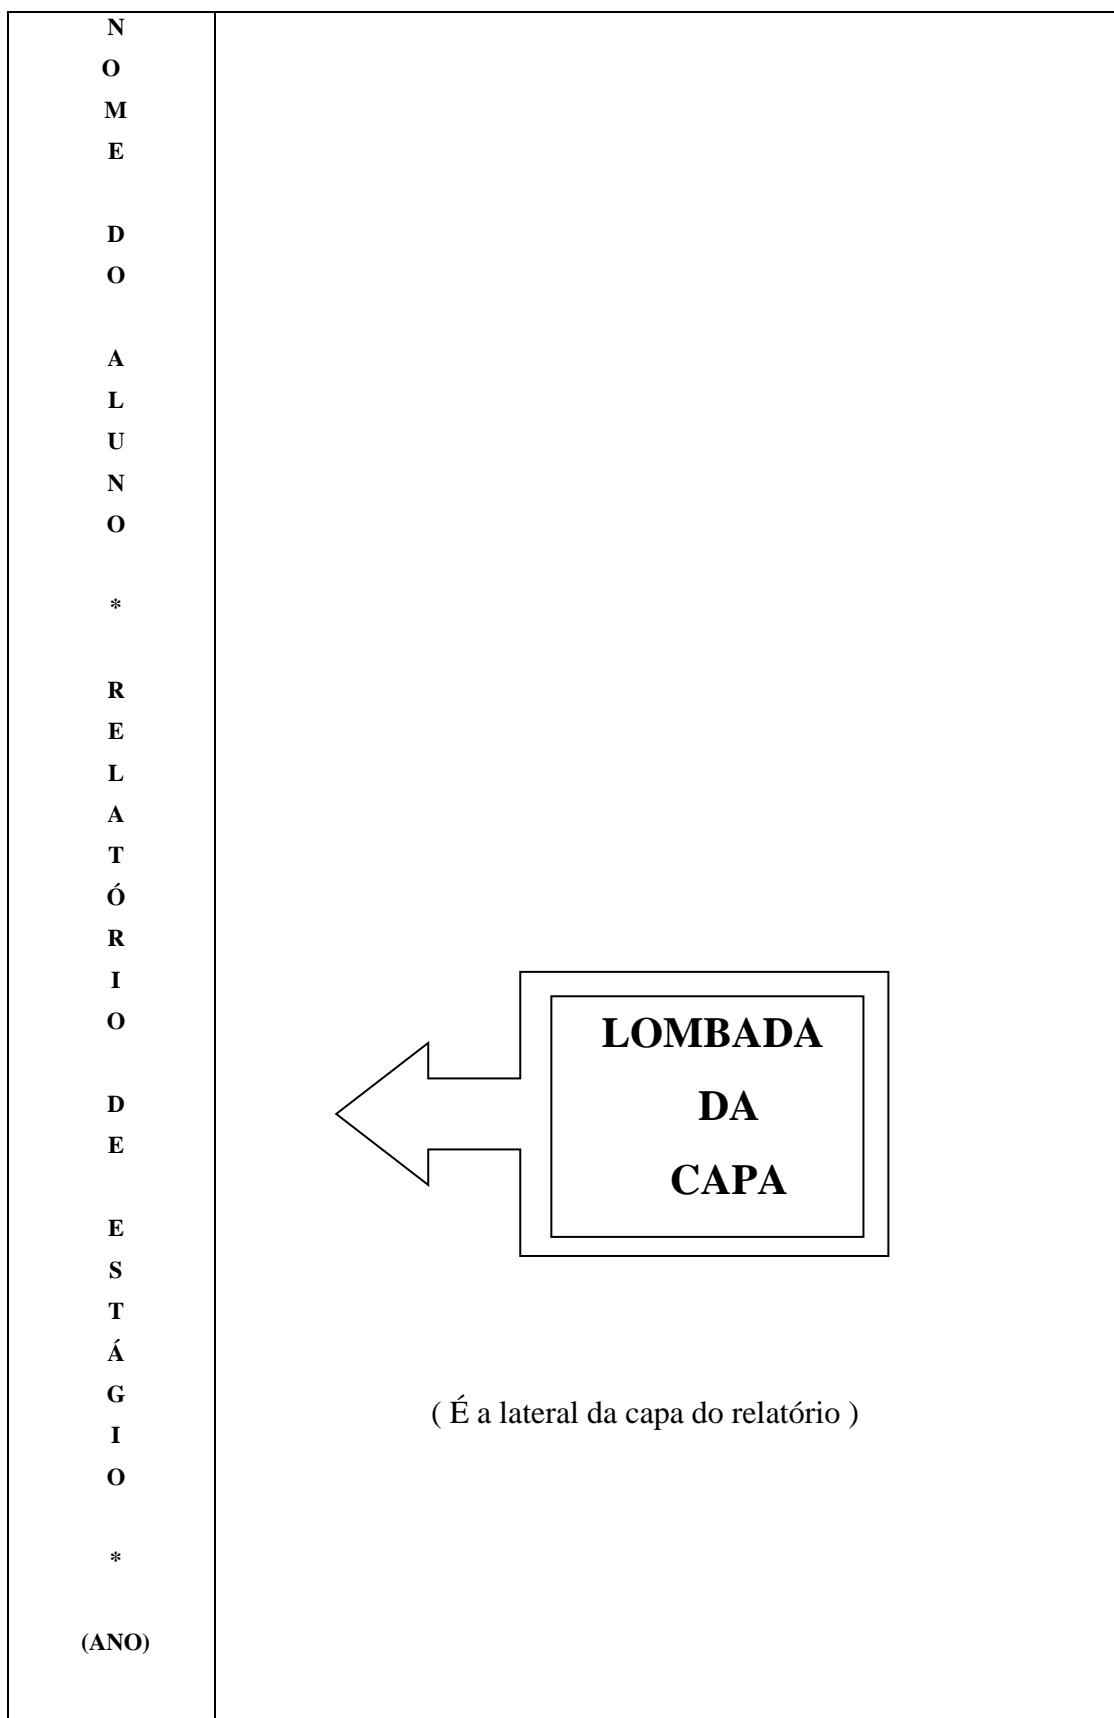 N
O
M
E
D
O
A
L
U
N
O
*
R
E
L
A
T
Ó
R
I
O
D
E
E
S
T
Á
G
I
O
*
(ANO)
LOMBADA
DA
CAPA
( É a lateral da capa do relatório )